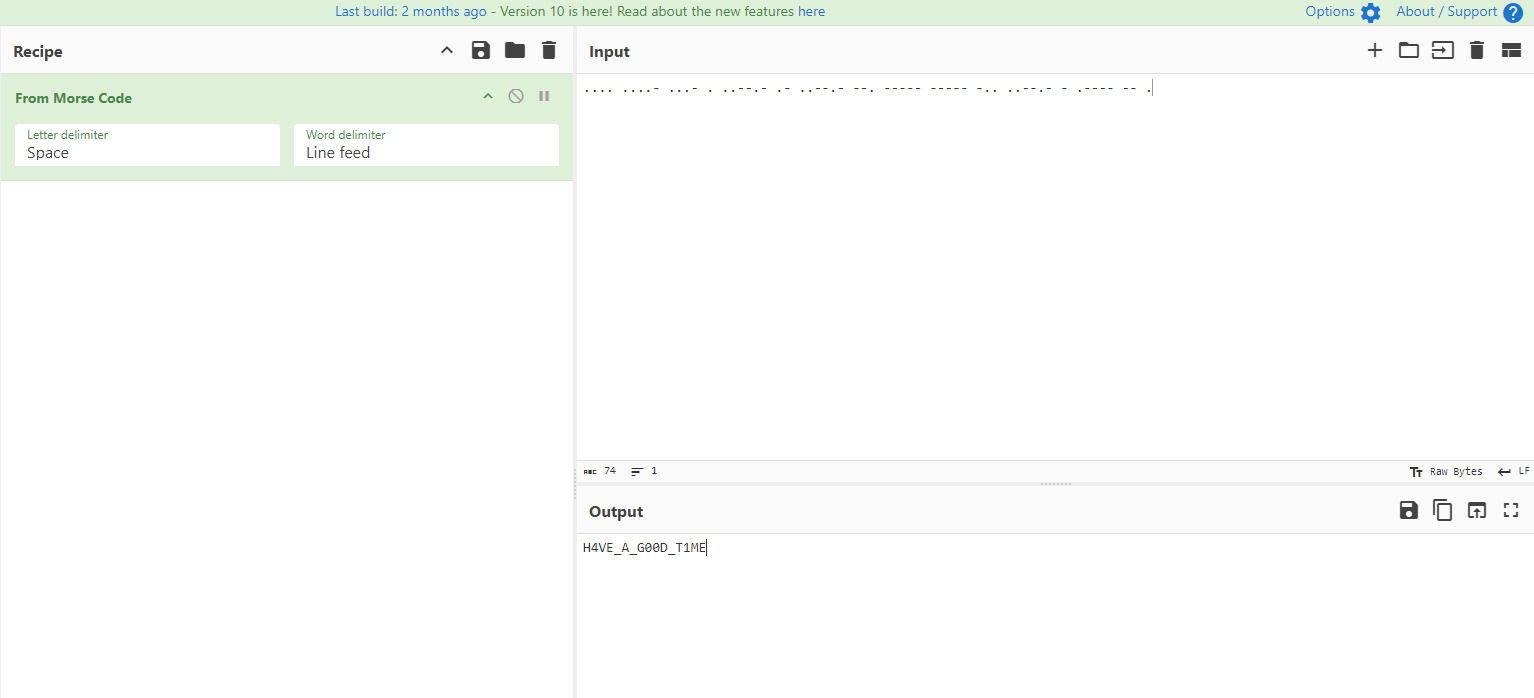 Last build: 2 months ago - Version 10 is here! Read about the new features here
Options
About / Support
Recipe
Input
From Morse Code
Letter delimiter
Space
Word delimiter
Line feed
.... ....- ...- . ..--.- .- ..--.- --. ----- ----- -.. ..--.- - .---- -- .
ABC 74
1
Tт Raw Bytes
LF
Output
H4VE_A_G00D_T1ME